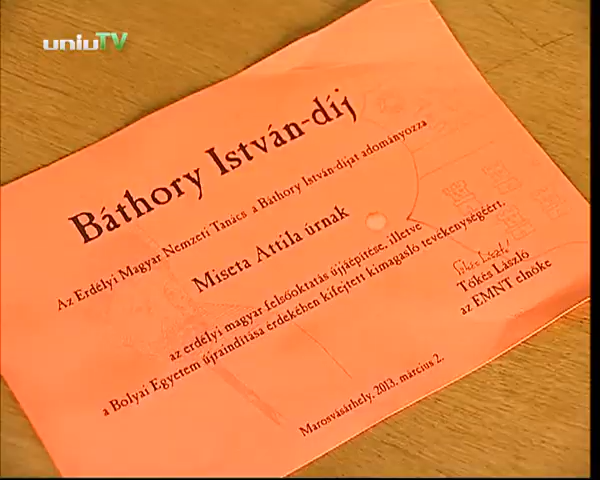 uniuTV
Báthory István-díj
Az Erdélyi Magyar Nemzeti Tanács a Báthory István-díjat adományozza
Miseta Attila úrnak
az erdélyi magyar felsőoktatás újjáépítése, illetve
a Bolyai Egyetem újraindítása érdekében kifejtett kimagasló tevékenységéért.
Tőkés László
Tőkés László
az EMNT elnöke
Marosvásárhely, 2013. március 2.